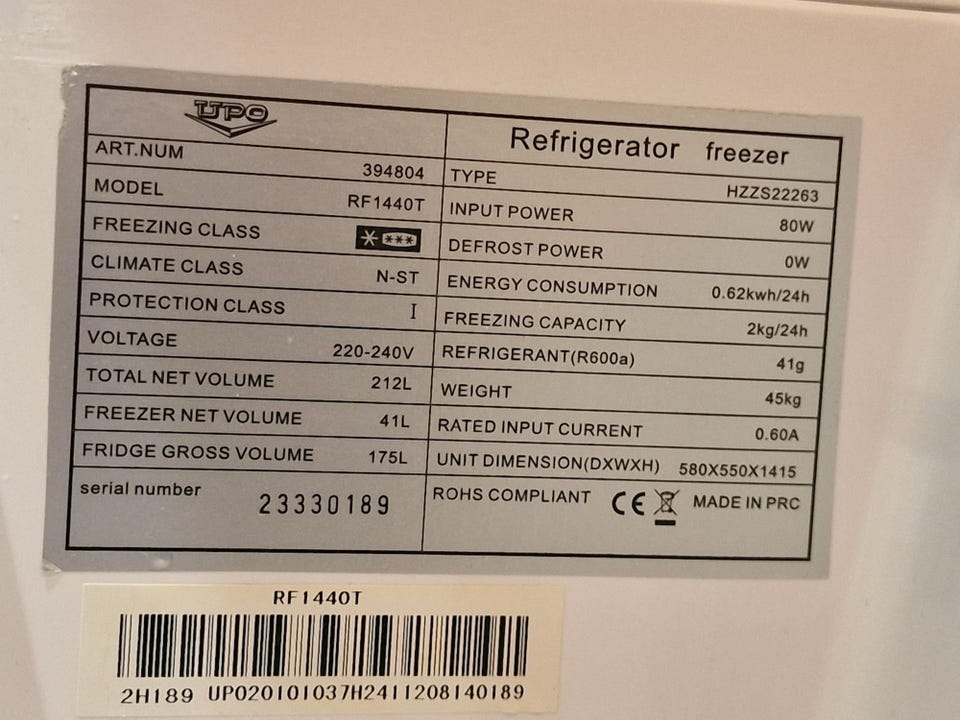 UPO
ART.NUM 394804
MODEL RF1440T
FREEZING CLASS
CLIMATE CLASS N-ST
PROTECTION CLASS I
VOLTAGE 220-240V
TOTAL NET VOLUME 212L
FREEZER NET VOLUME 41L
FRIDGE GROSS VOLUME 175L
serial number 23330189
Refrigerator freezer
TYPE HZZS22263
INPUT POWER 80W
DEFROST POWER 0W
ENERGY CONSUMPTION 0.62kwh/24h
FREEZING CAPACITY 2kg/24h
REFRIGERANT(R600a) 41g
WEIGHT 45kg
RATED INPUT CURRENT 0.60A
UNIT DIMENSION(DXWXH) 580X550X1415
ROHS COMPLIANT CE MADE IN PRC
RF1440T
2H189 UPO20101037H2411208140189